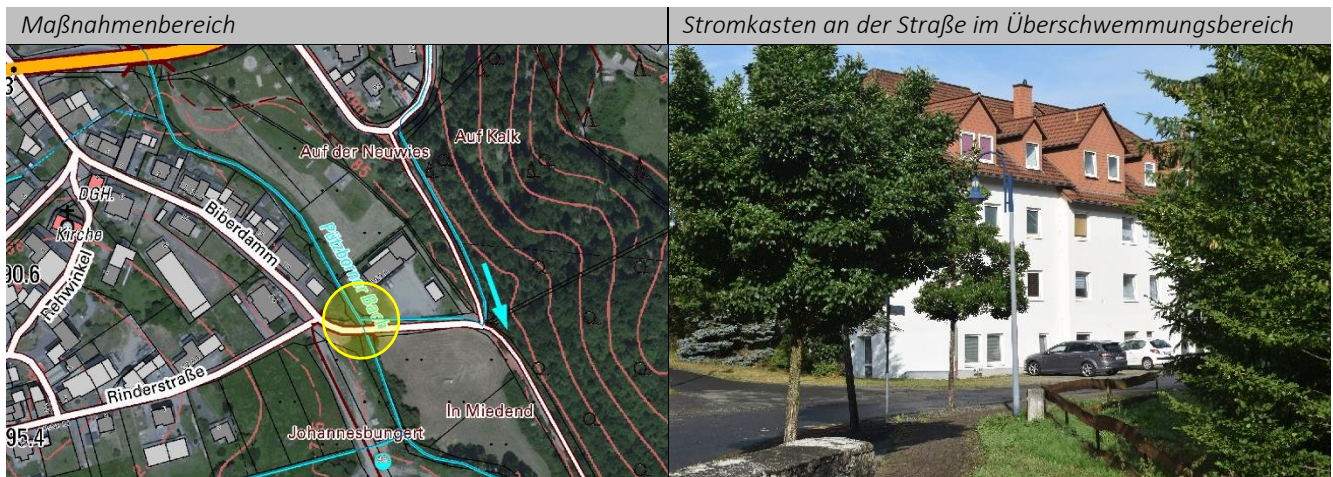 Maßnahmenbereich
Stromkasten an der Straße im Überschwemmungsbereich
Auf Kalk
Auf der Neuwies
DGH.
Biberdamm
Kirche
Pützborner Bach
90.6
Rehwinkel
Rinderstraße
In Miedend
Johannesbungert
95.4